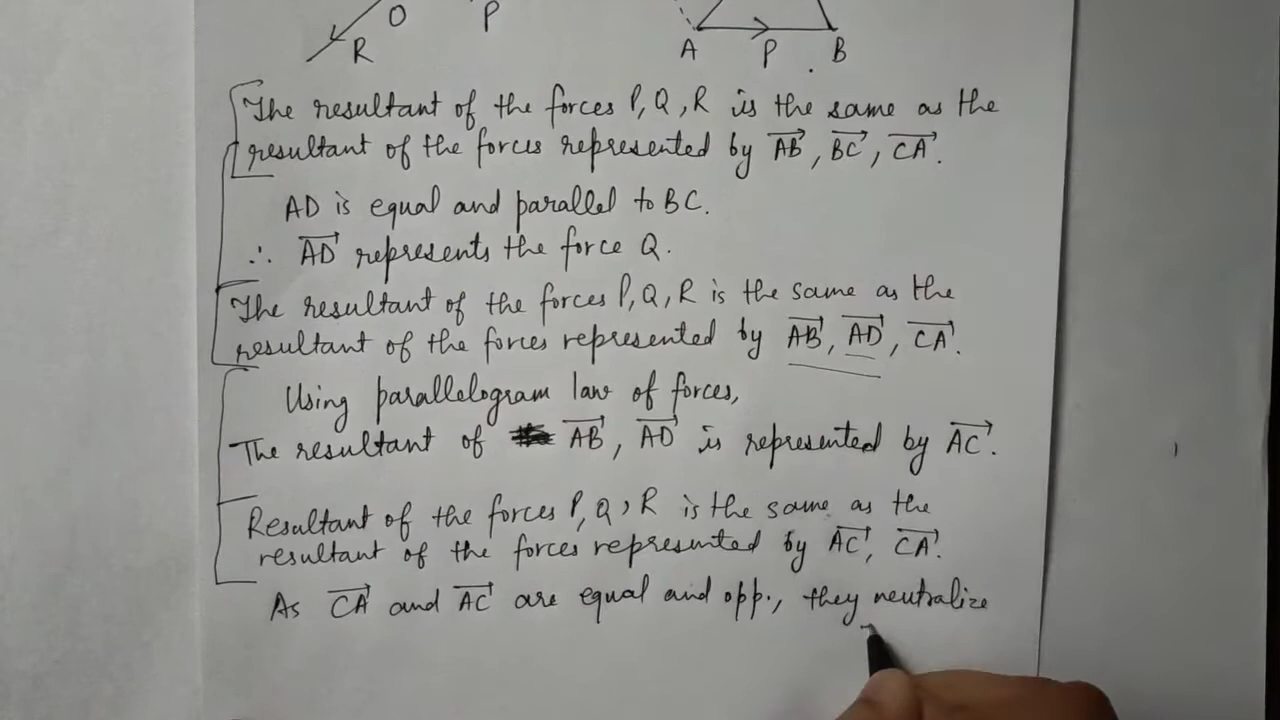 O P
R A P B
The resultant of the forces P, Q, R is the same as the
resultant of the forces represented by AB, BC, CA.
AD is equal and parallel to BC.
∴ AD represents the force Q.
The resultant of the forces P, Q, R is the same as the
resultant of the forces represented by AB, AD, CA.
Using parallelogram law of forces,
The resultant of AB, AD is represented by AC.
Resultant of the forces P, Q, R is the same as the
resultant of the forces represented by AC, CA.
As CA and AC are equal and opp., they neutralize